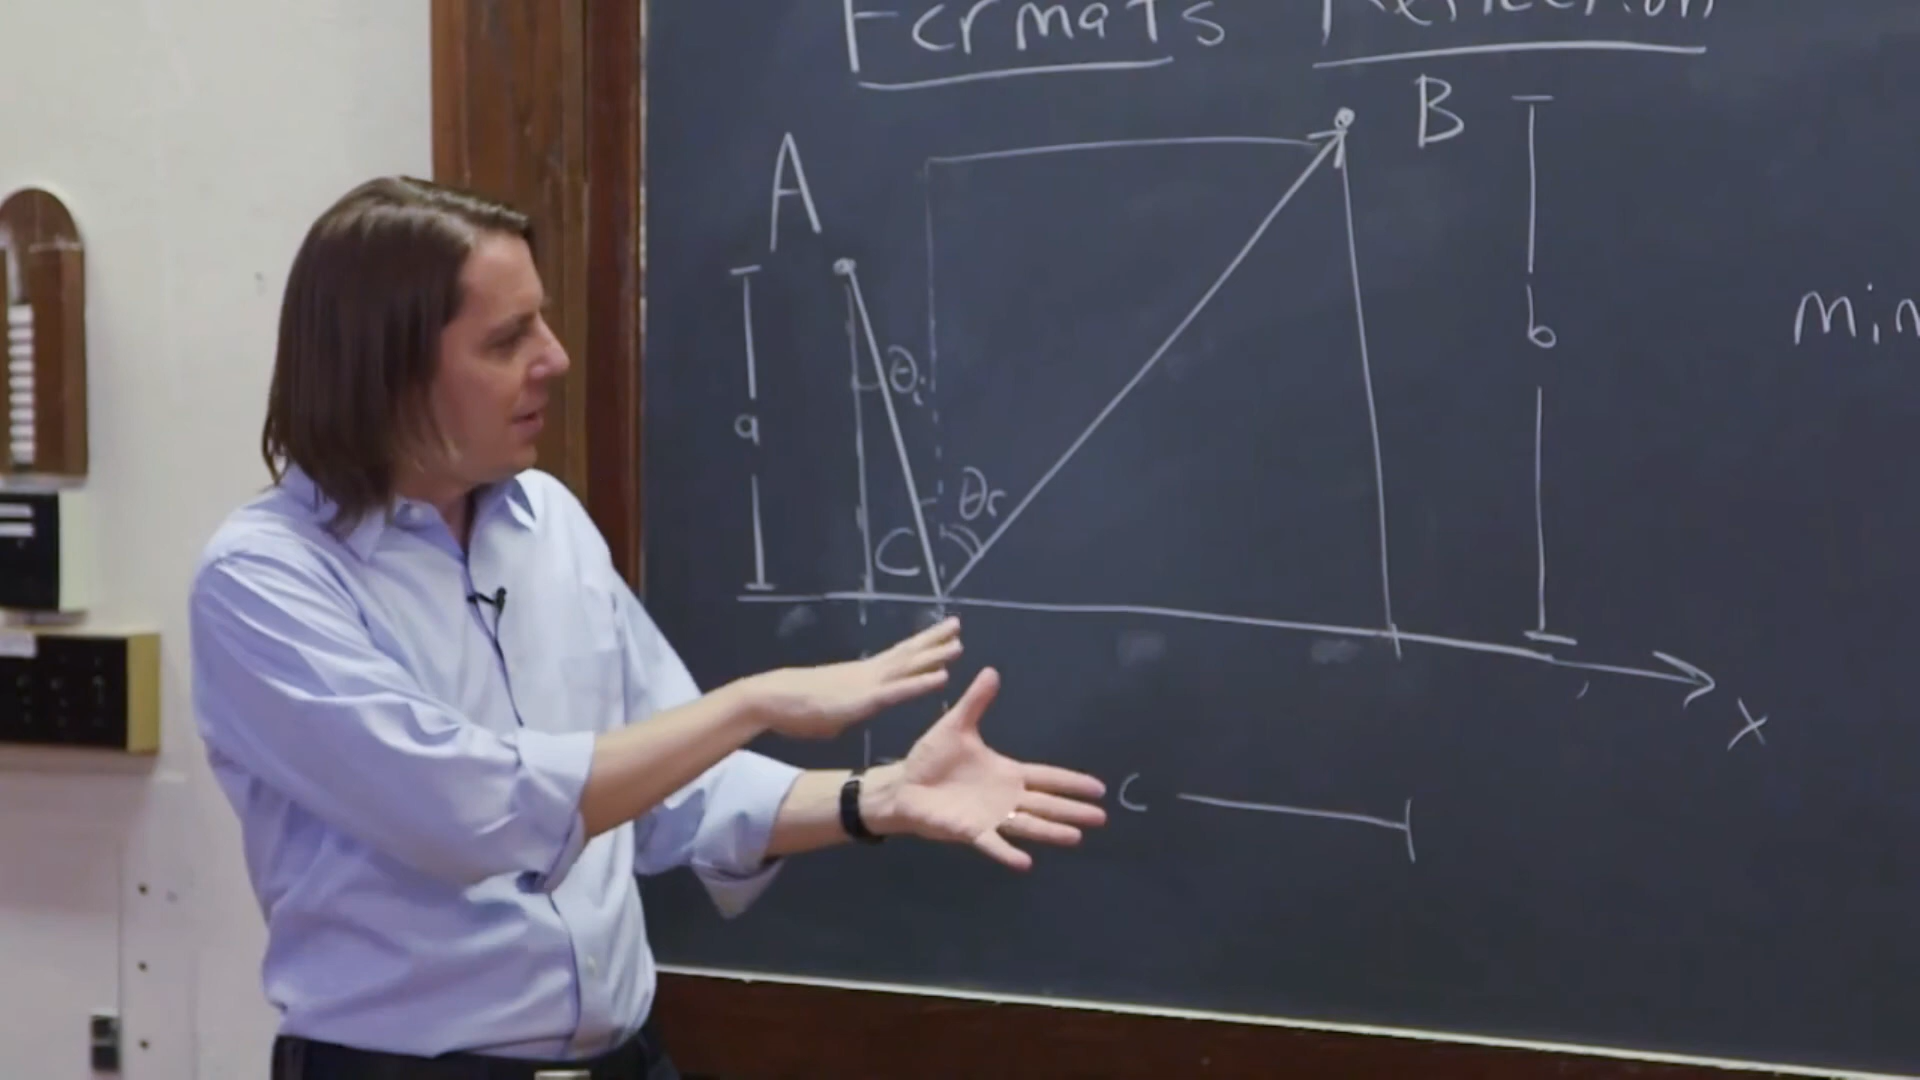 Fermats Reflection
A
B
a
θi
b
min
C
θr
x
c